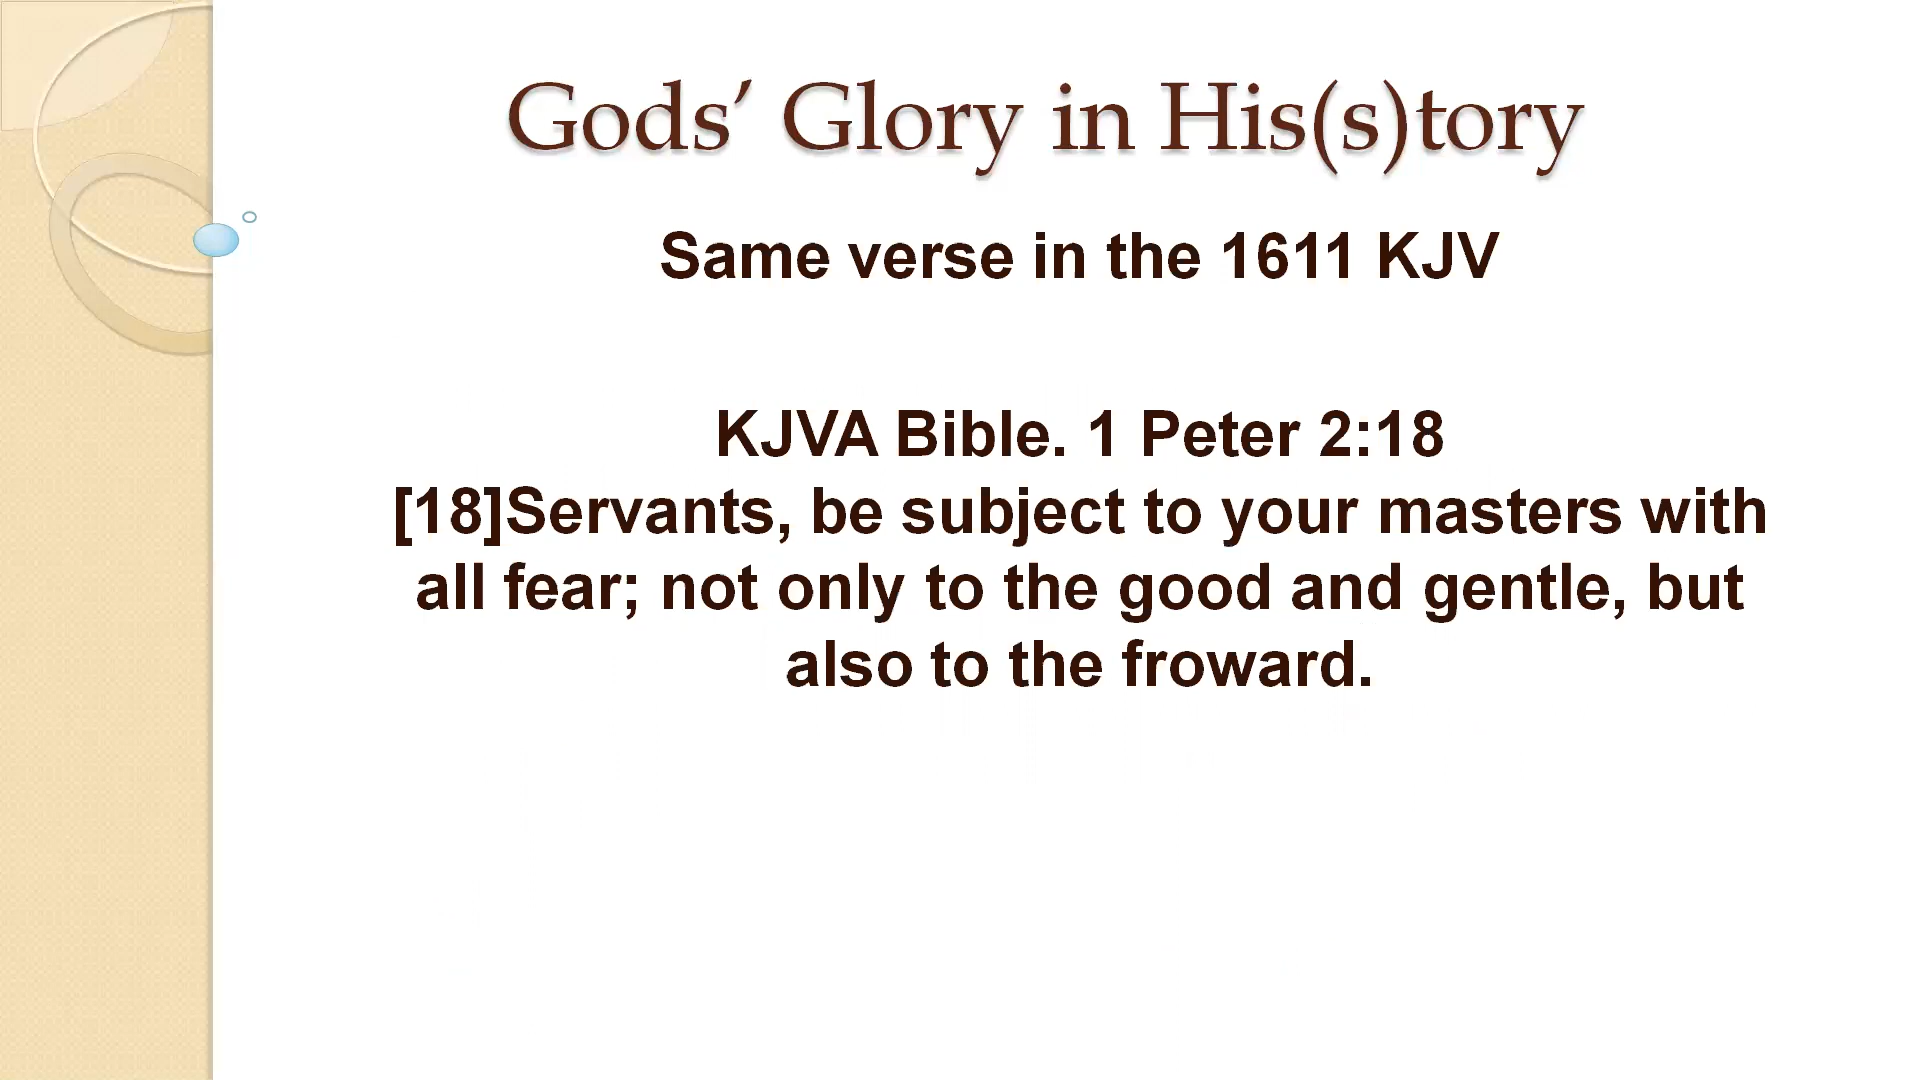 Gods’ Glory in His(s)tory
Same verse in the 1611 KJV
KJVA Bible. 1 Peter 2:18
[18]Servants, be subject to your masters with
all fear; not only to the good and gentle, but
also to the froward.